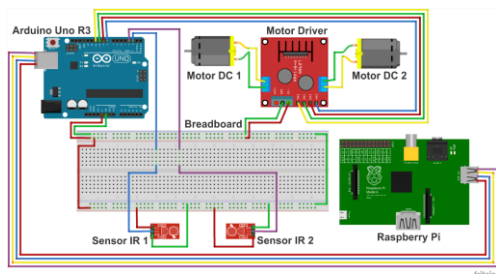 Arduino Uno R3
Motor Driver
Motor DC 1
Motor DC 2
UNO
Breadboard
Sensor IR 1
Sensor IR 2
Raspberry Pi